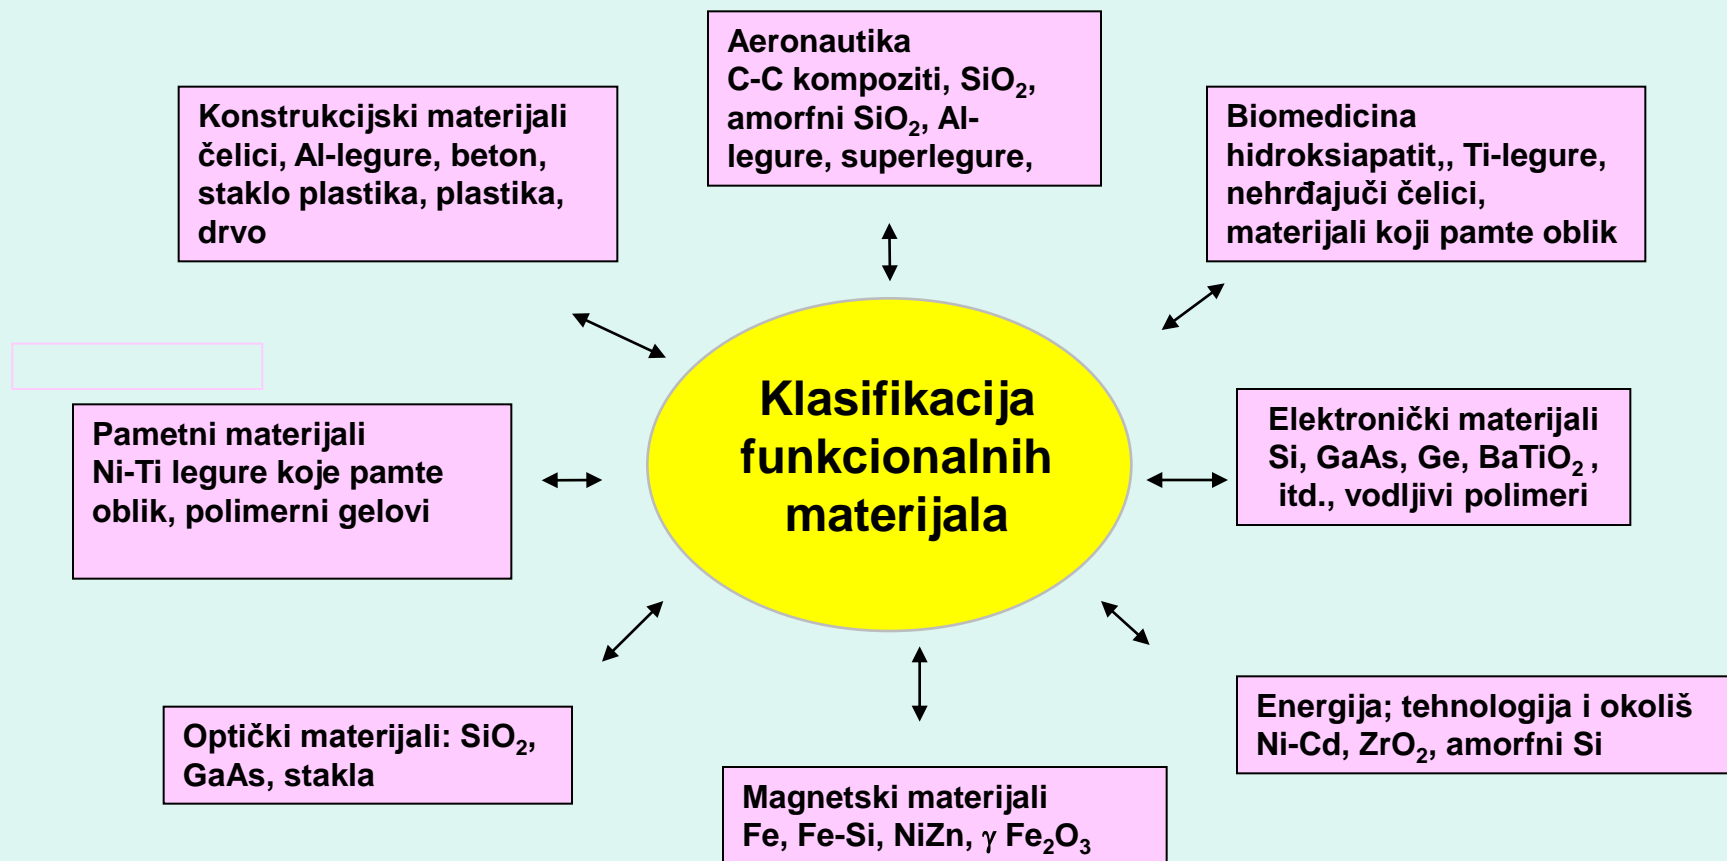 Aeronautika
C-C kompoziti, SiO₂,
amorfni SiO₂, Al-
legure, superlegure,
Konstrukcijski materijali
čelici, Al-legure, beton,
staklo plastika, plastika,
drvo
Biomedicina
hidroksiapatit,, Ti-legure,
nehrđajuči čelici,
materijali koji pamte oblik
Klasifikacija
funkcionalnih
materijala
Pametni materijali
Ni-Ti legure koje pamte
oblik, polimerni gelovi
Elektronički materijali
Si, GaAs, Ge, BaTiO₂ ,
itd., vodljivi polimeri
Optički materijali: SiO₂,
GaAs, stakla
Magnetski materijali
Fe, Fe-Si, NiZn, γ Fe₂O₃
Energija; tehnologija i okoliš
Ni-Cd, ZrO₂, amorfni Si